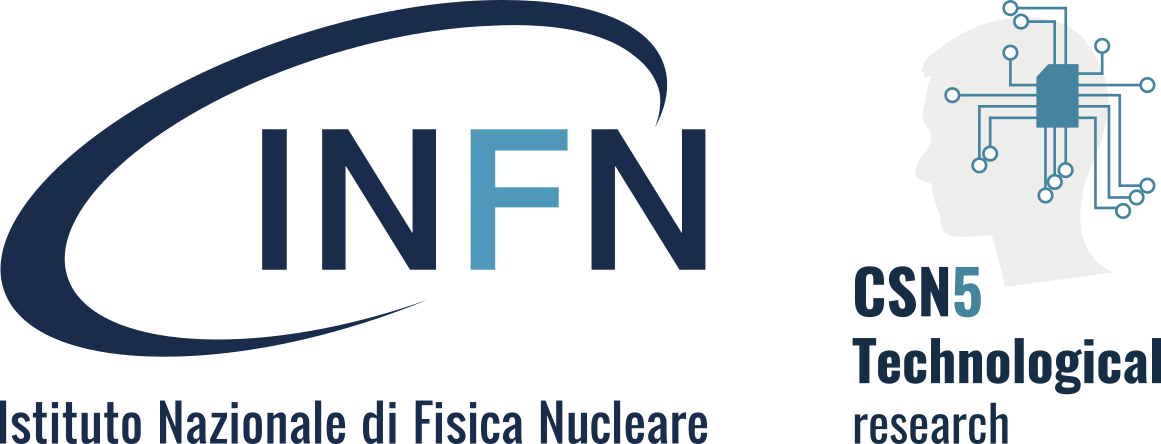 INFN
Istituto Nazionale di Fisica Nucleare
CSN5
Technological
research